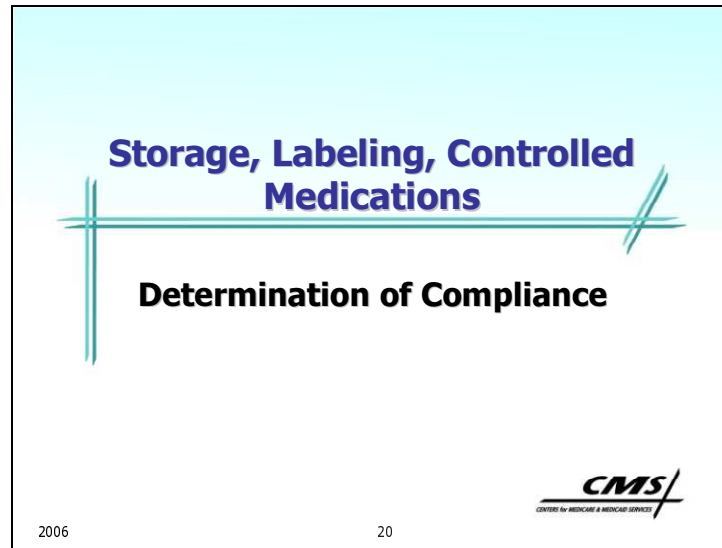 Storage, Labeling, Controlled
Medications
Determination of Compliance
CMS
CENTERS for MEDICARE & MEDICAID SERVICES
2006
20